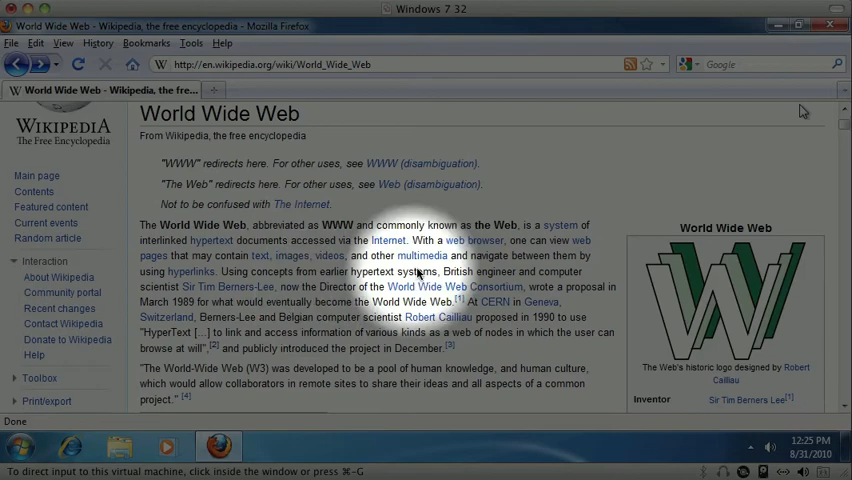 Windows 7 32
World Wide Web - Wikipedia, the free encyclopedia - Mozilla Firefox
File Edit View History Bookmarks Tools Help
W http://en.wikipedia.org/wiki/World_Wide_Web
Google
W World Wide Web - Wikipedia, the fre...
WIKIPEDIA
The Free Encyclopedia
Main page
Contents
Featured content
Current events
Random article
Interaction
About Wikipedia
Community portal
Recent changes
Contact Wikipedia
Donate to Wikipedia
Help
Toolbox
Print/export
World Wide Web
From Wikipedia, the free encyclopedia
"WWW" redirects here. For other uses, see WWW (disambiguation).
"The Web" redirects here. For other uses, see Web (disambiguation).
Not to be confused with The Internet.
The World Wide Web, abbreviated as WWW and commonly known as the Web, is a system of
interlinked hypertext documents accessed via the Internet. With a web browser, one can view web
pages that may contain text, images, videos, and other multimedia and navigate between them by
using hyperlinks. Using concepts from earlier hypertext systems, British engineer and computer
scientist Sir Tim Berners-Lee, now the Director of the World Wide Web Consortium, wrote a proposal in
March 1989 for what would eventually become the World Wide Web.[1] At CERN in Geneva,
Switzerland, Berners-Lee and Belgian computer scientist Robert Cailliau proposed in 1990 to use
"HyperText [...] to link and access information of various kinds as a web of nodes in which the user can
browse at will",[2] and publicly introduced the project in December.[3]
"The World-Wide Web (W3) was developed to be a pool of human knowledge, and human culture,
which would allow collaborators in remote sites to share their ideas and all aspects of a common
project." [4]
World Wide Web
The Web's historic logo designed by Robert
Cailliau
Inventor Sir Tim Berners Lee[1]
Done
12:25 PM
8/31/2010
To direct input to this virtual machine, click inside the window or press ⌘-G